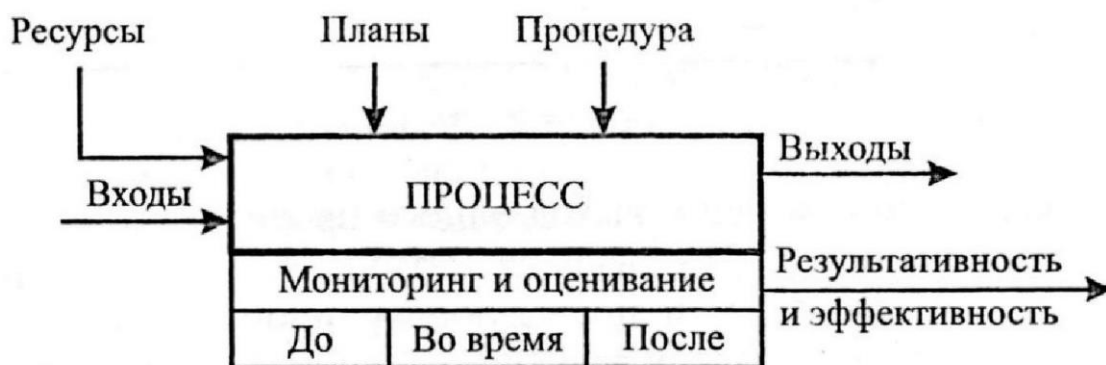 Ресурсы
Планы
Процедура
Входы
ПРОЦЕСС
Выходы
Мониторинг и оценивание
Результативность
и эффективность
До
Во время
После